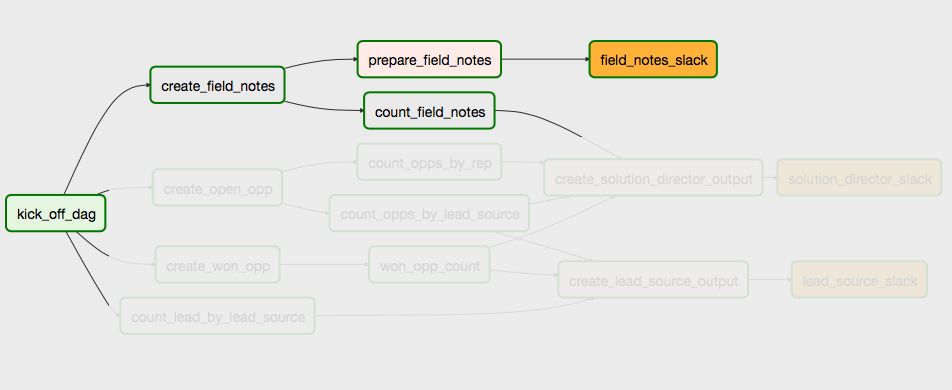 prepare_field_notes
field_notes_slack
create_field_notes
count_field_notes
count_opps_by_rep
create_open_opp
create_solution_director_output
solution_director_slack
kick_off_dag
count_opps_by_lead_source
create_won_opp
won_opp_count
create_lead_source_output
lead_source_slack
count_lead_by_lead_source